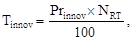 T_innov = (Pr_innov × N_RT) / 100 ,